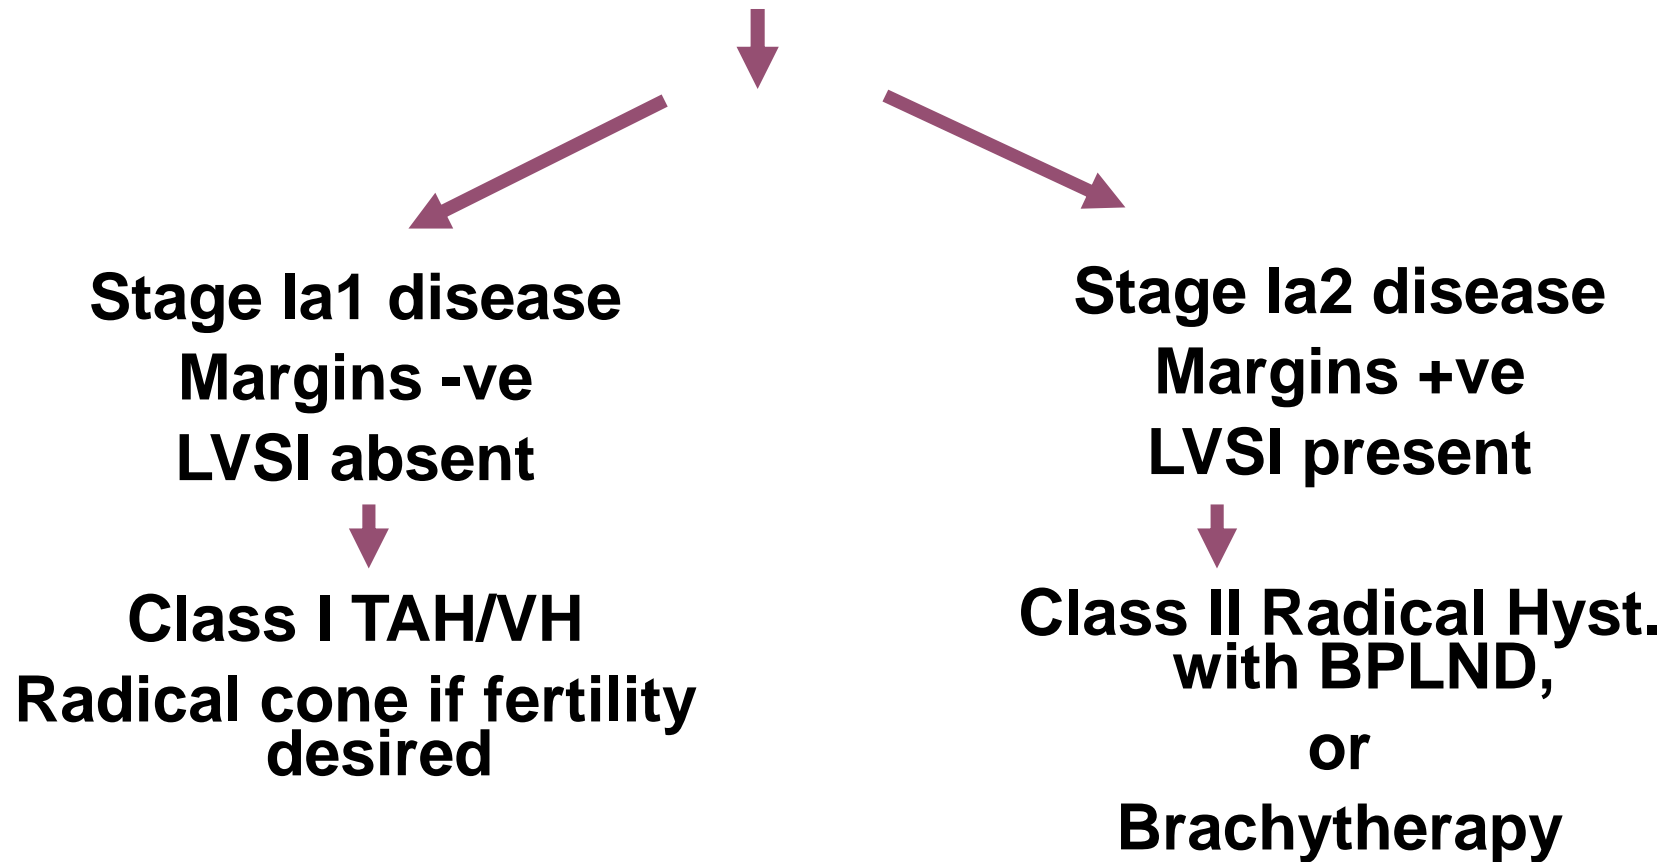 Stage Ia1 disease
Margins -ve
LVSI absent
Class I TAH/VH
Radical cone if fertility
desired
Stage Ia2 disease
Margins +ve
LVSI present
Class II Radical Hyst.
with BPLND,
or
Brachytherapy